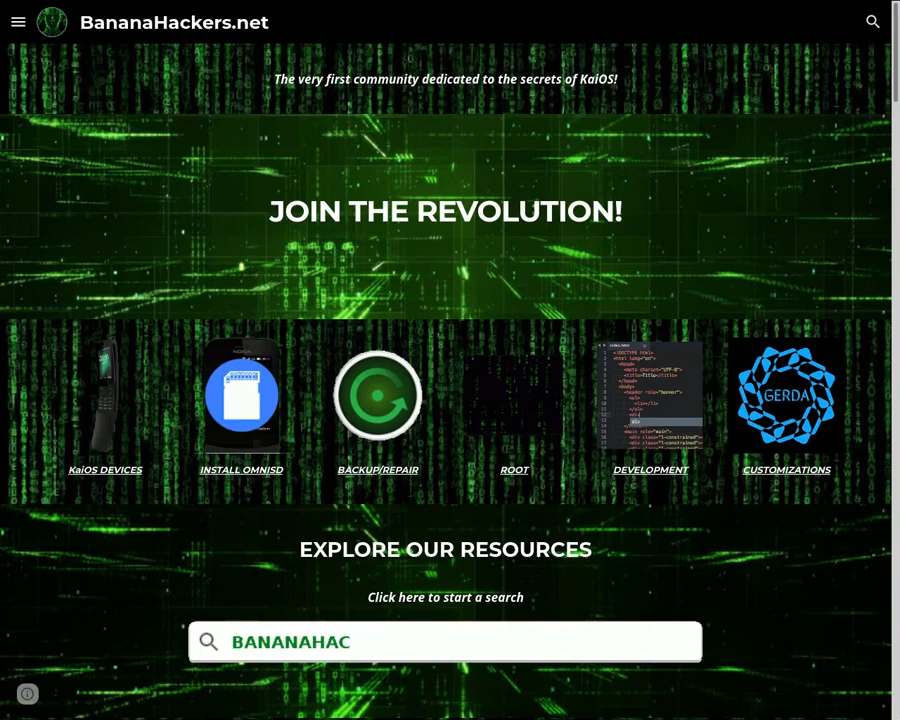 BananaHackers.net
The very first community dedicated to the secrets of KaiOS!
JOIN THE REVOLUTION!
NOKIA
GERDA
KaiOS DEVICES
INSTALL OMNISD
BACKUP/REPAIR
ROOT
DEVELOPMENT
CUSTOMIZATIONS
EXPLORE OUR RESOURCES
Click here to start a search
BANANAHAC